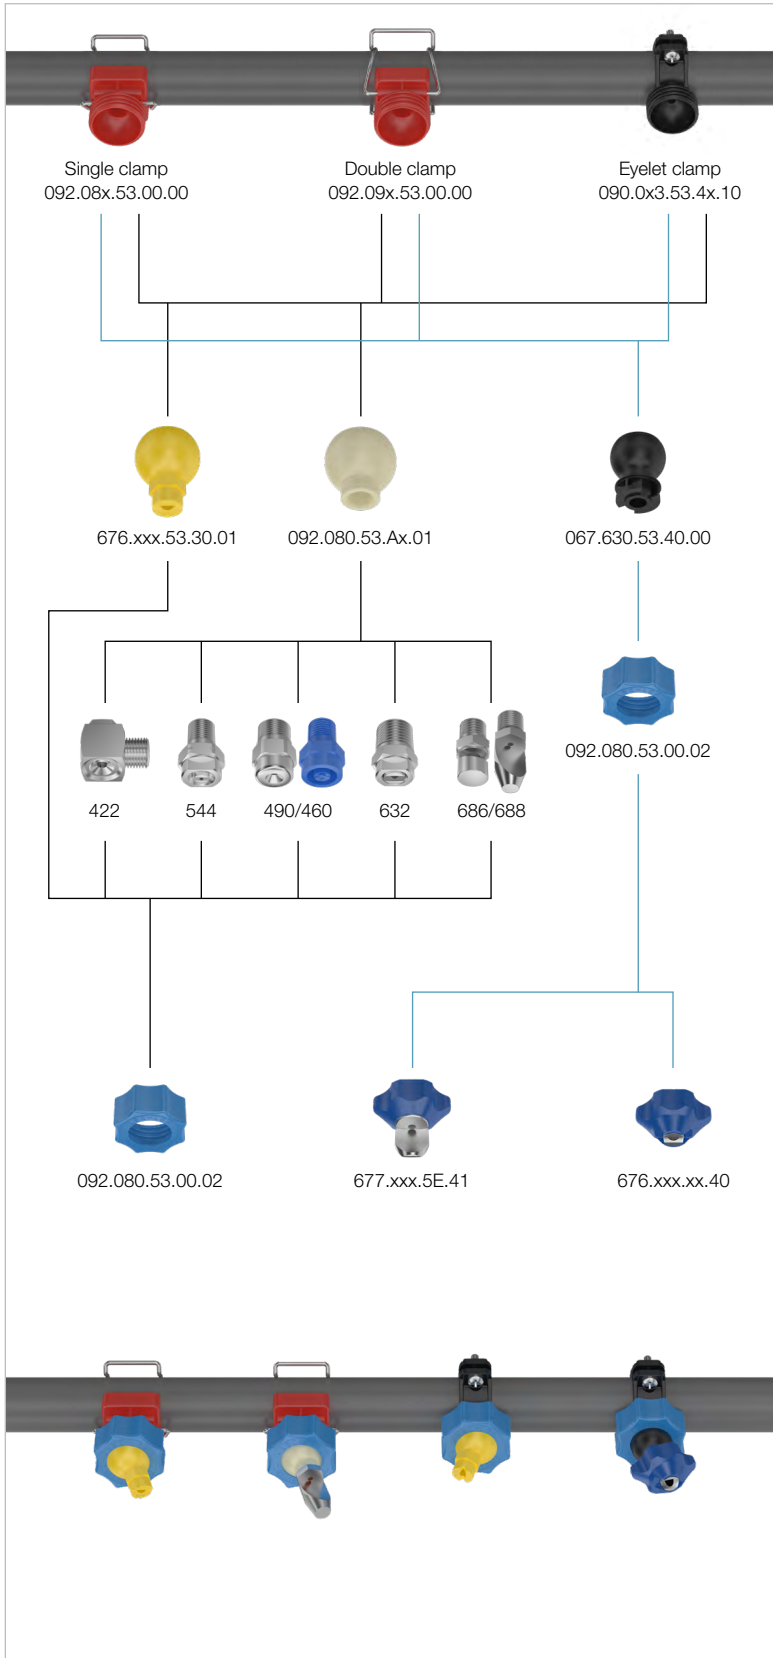 Single clamp
092.08x.53.00.00
Double clamp
092.09x.53.00.00
Eyelet clamp
090.0x3.53.4x.10
676.xxx.53.30.01
092.080.53.Ax.01
067.630.53.40.00
092.080.53.00.02
422
544
490/460
632
686/688
092.080.53.00.02
677.xxx.5E.41
676.xxx.xx.40